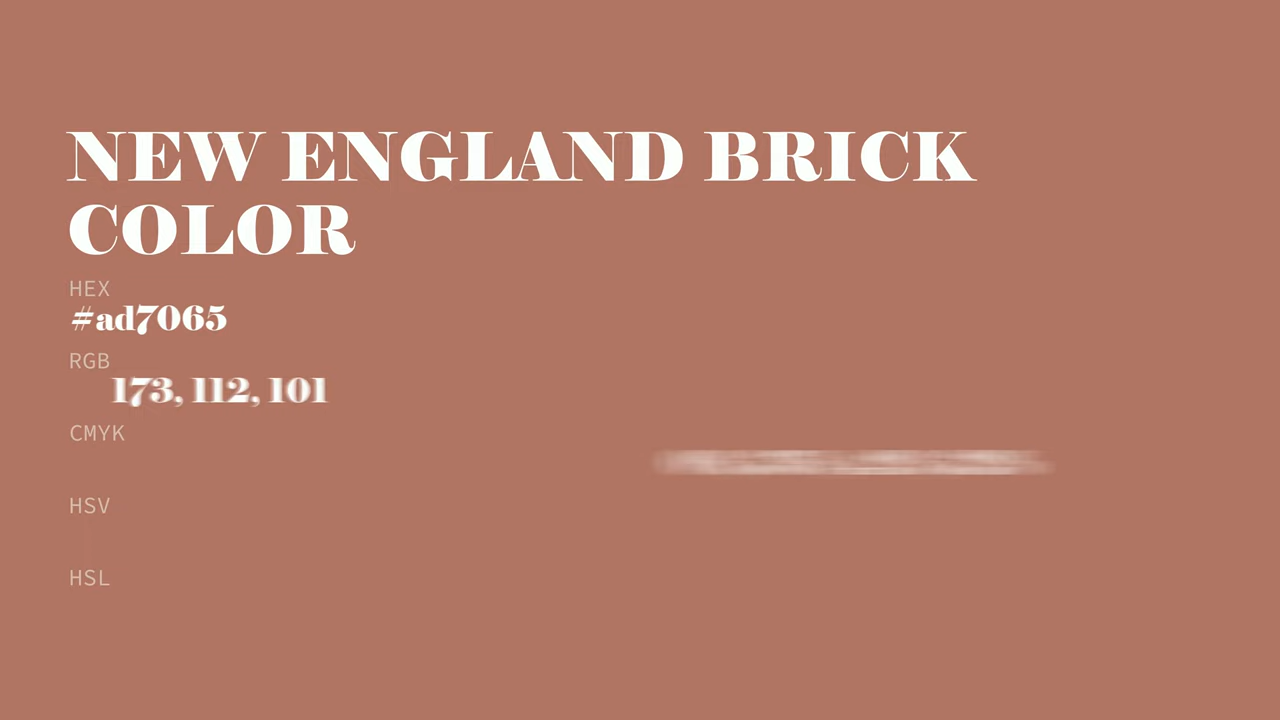 NEW ENGLAND BRICK
COLOR
HEX
#ad7065
RGB
173, 112, 101
CMYK
HSV
HSL